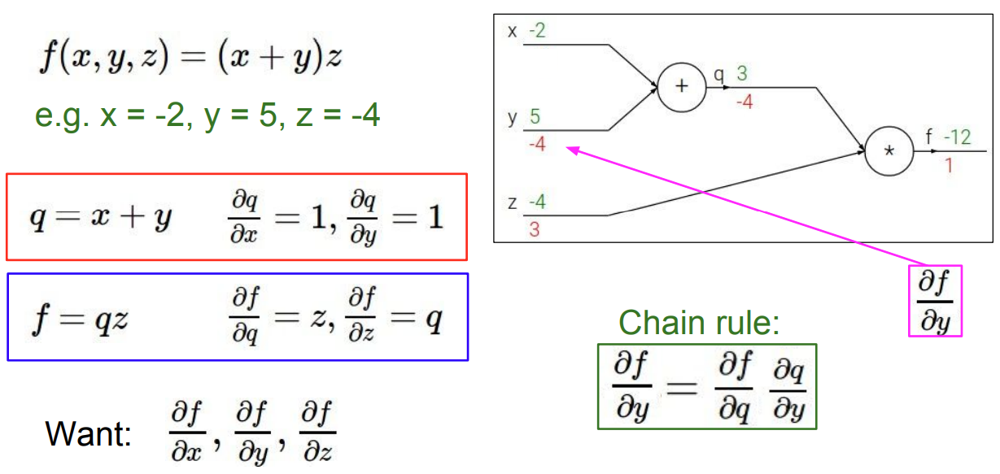 f(x, y, z) = (x + y)z
e.g. x = -2, y = 5, z = -4
q = x + y    ∂q/∂x = 1, ∂q/∂y = 1
f = qz    ∂f/∂q = z, ∂f/∂z = q
Want: ∂f/∂x, ∂f/∂y, ∂f/∂z
x -2
+
q 3
-4
y 5
-4
*
f -12
1
z -4
3
∂f/∂y
Chain rule:
∂f/∂y = ∂f/∂q ∂q/∂y